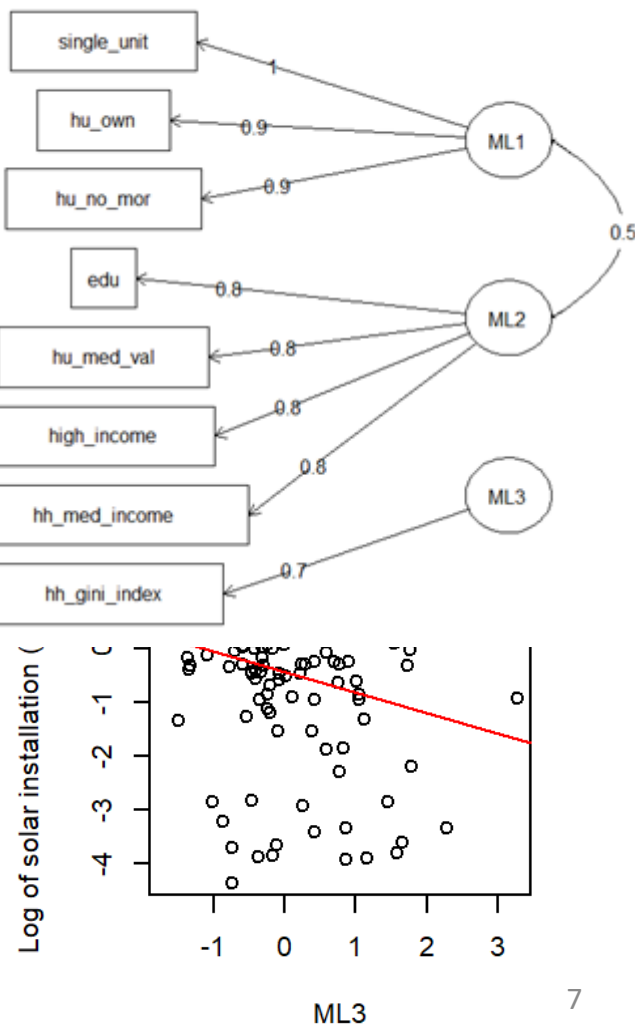 single_unit
1
hu_own
0.9
ML1
hu_no_mor
0.9
0.5
edu
0.8
ML2
hu_med_val
0.8
high_income
0.8
hh_med_income
0.8
ML3
hh_gini_index
0.7
Log of solar installation (
-1
-2
-3
-4
-1 0 1 2 3
ML3
7